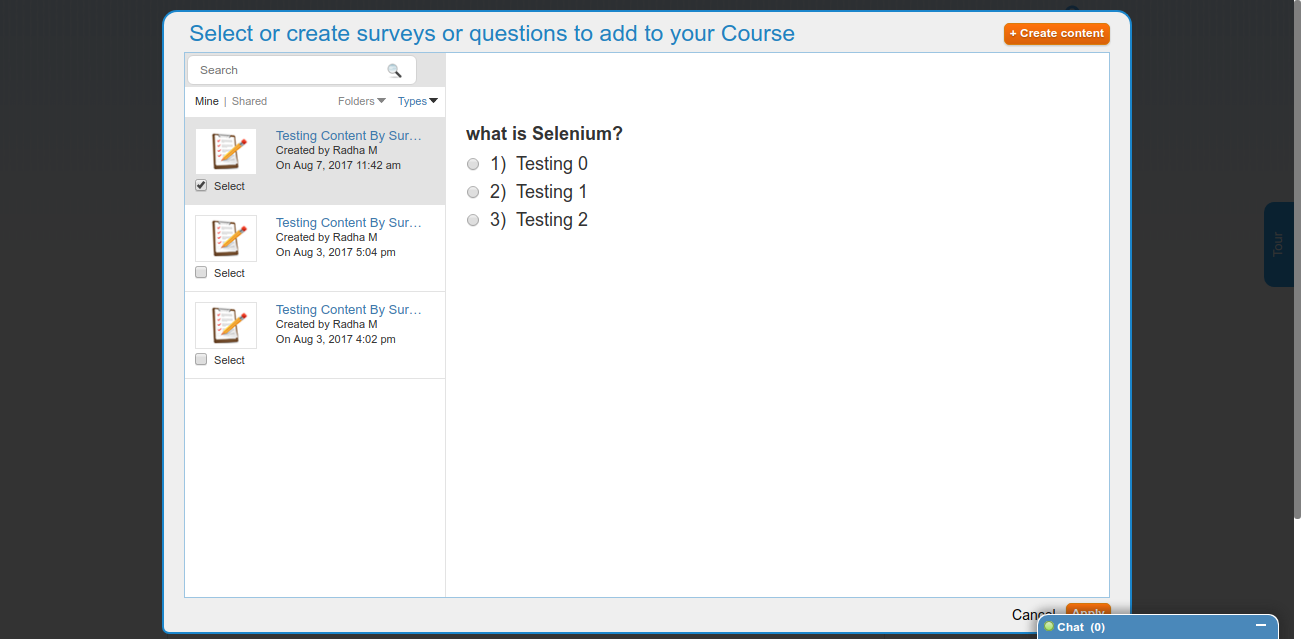 Select or create surveys or questions to add to your Course
+ Create content
Search
Mine | Shared
Folders
Types
Testing Content By Sur...
Created by Radha M
On Aug 7, 2017 11:42 am
Select
Testing Content By Sur...
Created by Radha M
On Aug 3, 2017 5:04 pm
Select
Testing Content By Sur...
Created by Radha M
On Aug 3, 2017 4:02 pm
Select
what is Selenium?
1) Testing 0
2) Testing 1
3) Testing 2
Tour
Cancel
Apply
Chat (0)